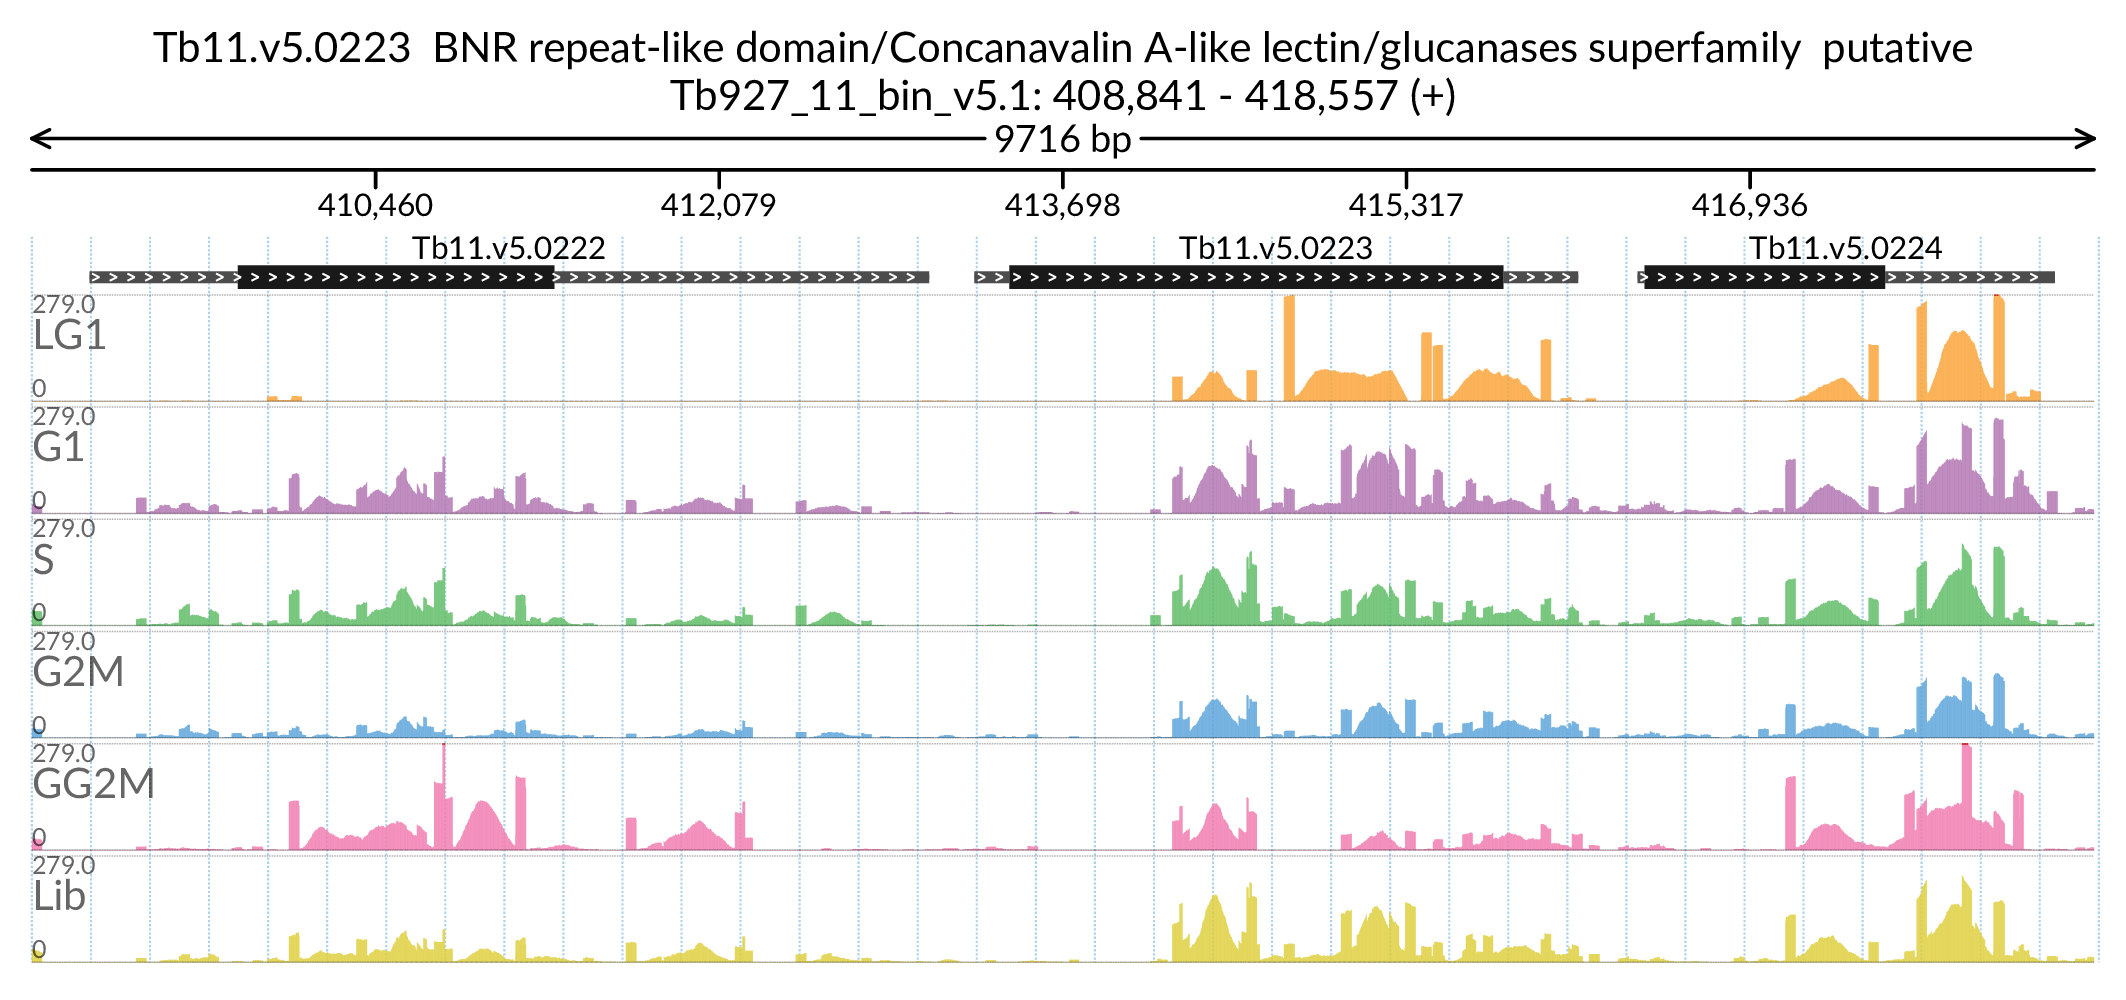 Tb11.v5.0223  BNR repeat-like domain/Concanavalin A-like lectin/glucanases superfamily  putative
Tb927_11_bin_v5.1: 408,841 - 418,557 (+)
9716 bp
410,460 412,079 413,698 415,317 416,936
Tb11.v5.0222 Tb11.v5.0223 Tb11.v5.0224
279.0
LG1
0
279.0
G1
0
279.0
S
0
279.0
G2M
0
279.0
GG2M
0
279.0
Lib
0